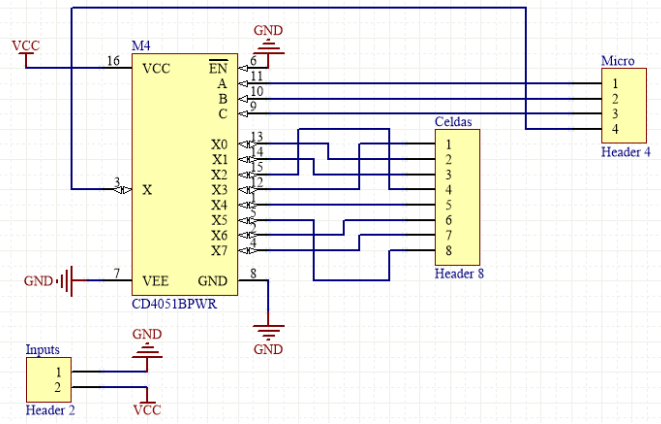 GND
VCC
M4
16 VCC
EN 6
A 11
B 10
C 9
Micro
1
2
3
4
Header 4
X0 13
X1 14
X2 15
X3 12
X4 1
X5 5
X6 2
X7 4
3 X
Celdas
1
2
3
4
5
6
7
8
Header 8
GND 7 VEE
GND 8
CD4051BPWR
GND
GND
Inputs
1
2
Header 2
VCC